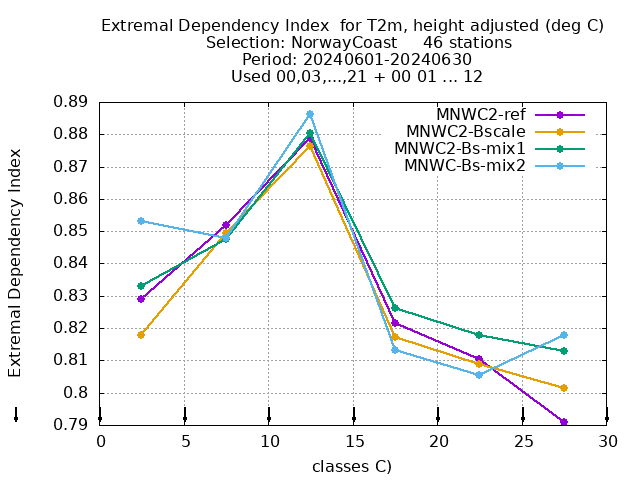 Extremal Dependency Index  for T2m, height adjusted (deg C)
Selection: NorwayCoast     46 stations
Period: 20240601-20240630
Used 00,03,...,21 + 00 01 ... 12
MNWC2-ref
MNWC2-Bscale
MNWC2-Bs-mix1
MNWC-Bs-mix2
Extremal Dependency Index
0.89
0.88
0.87
0.86
0.85
0.84
0.83
0.82
0.81
0.8
0.79
0 5 10 15 20 25 30
classes C)